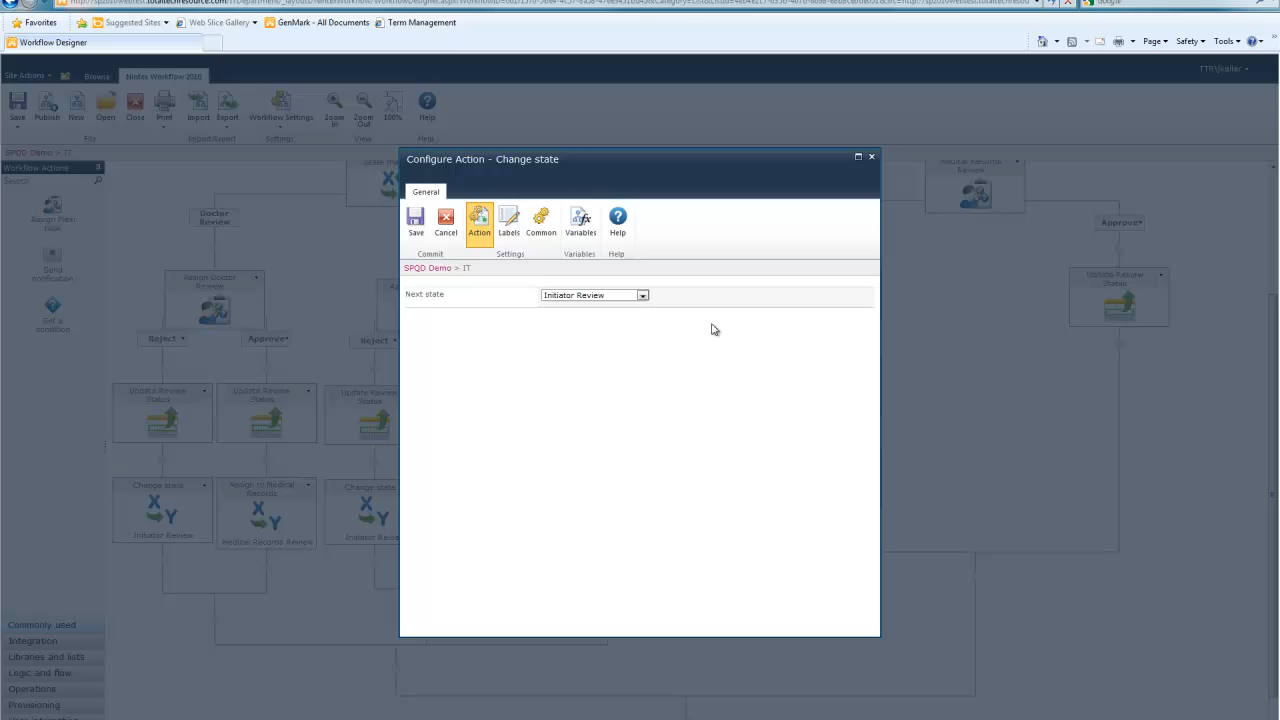 Favorites
Suggested Sites
Web Slice Gallery
GenMark - All Documents
Term Management
Workflow Designer
Page
Safety
Tools
Site Actions
Browse
Nintex Workflow 2010
TTR\jkeller
Save
Publish
New
Open
Close
Print
Import
Export
Workflow Settings
Zoom In
Zoom Out
100%
Help
File
Import/Export
Settings
View
Help
SPQD Demo > IT
Workflow Actions
Search
Assign Flexi task
Send notification
Set a condition
Commonly used
Integration
Libraries and lists
Logic and flow
Operations
Provisioning
Doctor
Review
Assign Doctor
Review
Reject
Approve
Reject
Update Review
Status
Update Review
Status
Update Review
Status
Change state
Initiator Review
Assign to Medical
Records
Medical Records Review
Change state
Initiator Review
Configure Action - Change state
General
Save
Cancel
Action
Labels
Common
Variables
Help
Commit
Settings
Variables
Help
SPQD Demo > IT
Next state
Initiator Review
Review
Approve
Update Review
Status